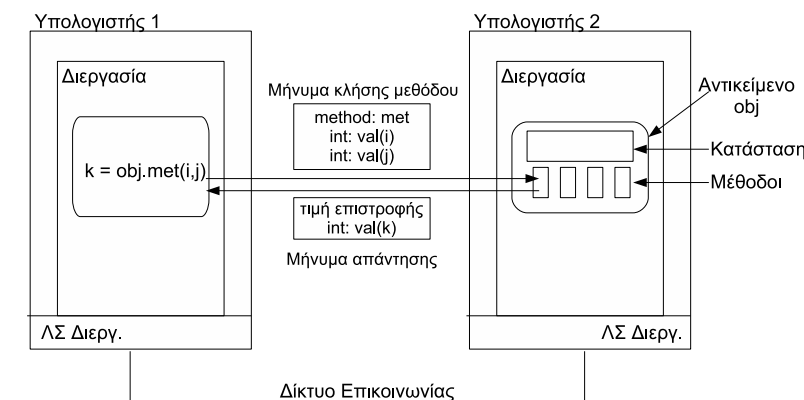 Υπολογιστής 1
Υπολογιστής 2
Διεργασία
Διεργασία
Αντικείμενο
obj
Κατάσταση
Μέθοδοι
Μήνυμα κλήσης μεθόδου
method: met
int: val(i)
int: val(j)
k = obj.met(i,j)
τιμή επιστροφής
int: val(k)
Μήνυμα απάντησης
ΛΣ Διεργ.
ΛΣ Διεργ.
Δίκτυο Επικοινωνίας